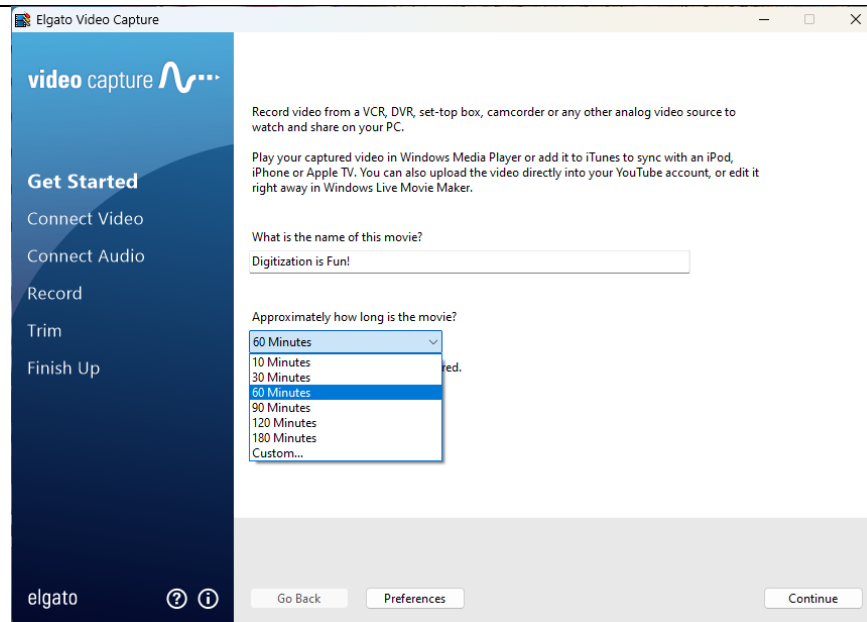 Elgato Video Capture
video capture
Get Started
Connect Video
Connect Audio
Record
Trim
Finish Up
elgato
Record video from a VCR, DVR, set-top box, camcorder or any other analog video source to
watch and share on your PC.
Play your captured video in Windows Media Player or add it to iTunes to sync with an iPod,
iPhone or Apple TV. You can also upload the video directly into your YouTube account, or edit it
right away in Windows Live Movie Maker.
What is the name of this movie?
Digitization is Fun!
Approximately how long is the movie?
60 Minutes
10 Minutes
red.
30 Minutes
60 Minutes
90 Minutes
120 Minutes
180 Minutes
Custom...
Go Back
Preferences
Continue